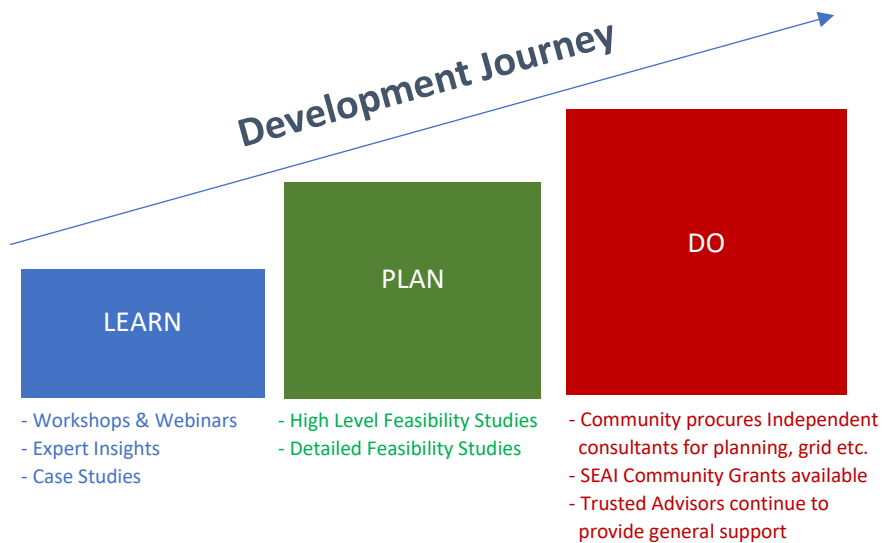 Development Journey
LEARN
- Workshops & Webinars
- Expert Insights
- Case Studies
PLAN
- High Level Feasibility Studies
- Detailed Feasibility Studies
DO
- Community procures Independent
consultants for planning, grid etc.
- SEAI Community Grants available
- Trusted Advisors continue to
provide general support